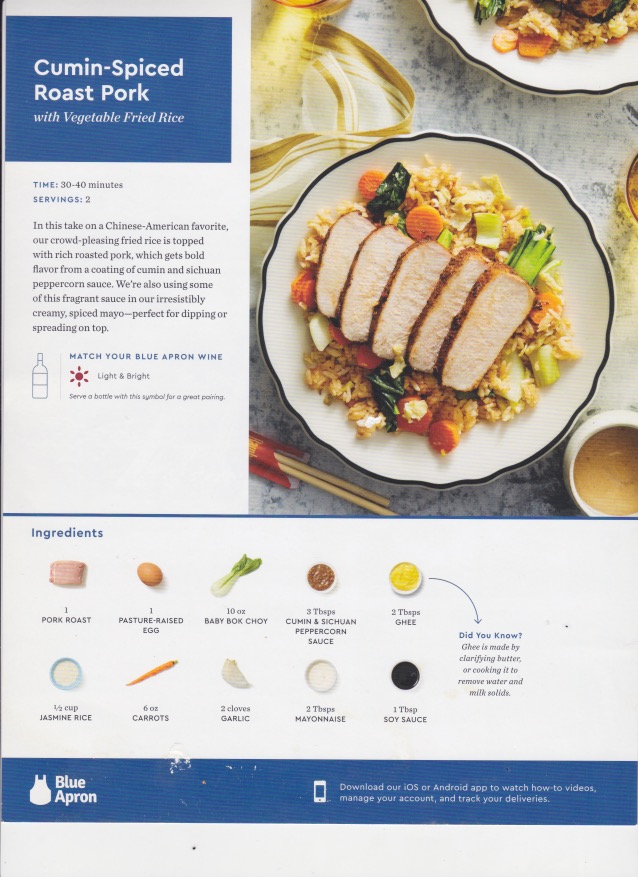 Cumin-Spiced
Roast Pork
with Vegetable Fried Rice
TIME: 30-40 minutes
SERVINGS: 2
In this take on a Chinese-American favorite,
our crowd-pleasing fried rice is topped
with rich roasted pork, which gets bold
flavor from a coating of cumin and sichuan
peppercorn sauce. We're also using some
of this fragrant sauce in our irresistibly
creamy, spiced mayo—perfect for dipping or
spreading on top.
MATCH YOUR BLUE APRON WINE
Light & Bright
Serve a bottle with this symbol for a great pairing.
Ingredients
1
PORK ROAST
1
PASTURE-RAISED
EGG
10 oz
BABY BOK CHOY
3 Tbsps
CUMIN & SICHUAN
PEPPERCORN
SAUCE
2 Tbsps
GHEE
Did You Know?
Ghee is made by
clarifying butter,
or cooking it to
remove water and
milk solids.
½ cup
JASMINE RICE
6 oz
CARROTS
2 cloves
GARLIC
2 Tbsps
MAYONNAISE
1 Tbsp
SOY SAUCE
Blue
Apron
Download our iOS or Android app to watch how-to videos,
manage your account, and track your deliveries.